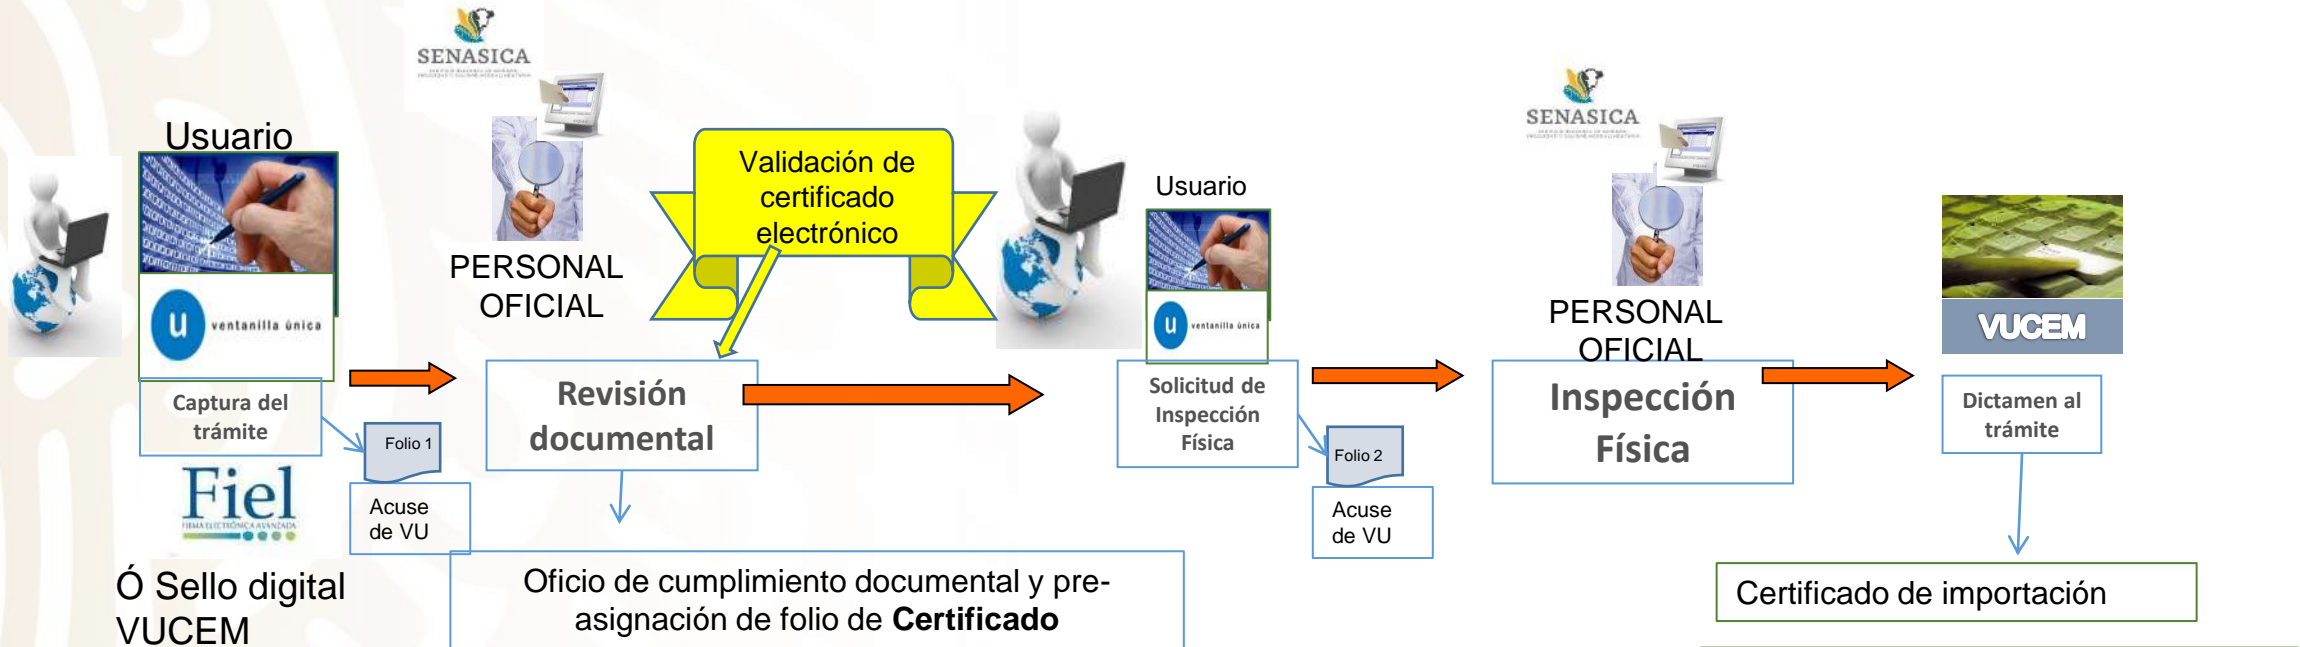 SENASICA
Usuario
ventanilla única
Captura del
trámite
Folio 1
Acuse
de VU
Fiel
FIRMA ELECTRÓNICA AVANZADA
Ó Sello digital
VUCEM
PERSONAL
OFICIAL
Revisión
documental
Validación de
certificado
electrónico
Oficio de cumplimiento documental y pre-
asignación de folio de Certificado
Usuario
u
ventanilla única
Solicitud de
Inspección
Física
Folio 2
Acuse
de VU
SENASICA
PERSONAL
OFICIAL
Inspección
Física
VUCEM
Dictamen al
trámite
Certificado de importación